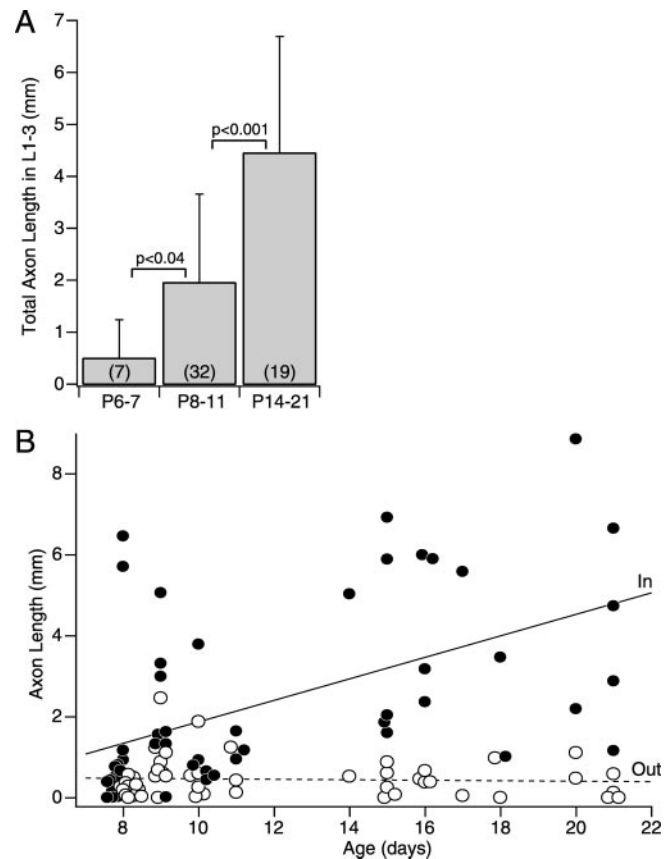 A
Total Axon Length in L1-3 (mm)
7
6
5
4
3
2
1
0
p<0.001
p<0.04
(7) (32) (19)
P6-7 P8-11 P14-21
B
Axon Length (mm)
8
6
4
2
0
In
Out
8 10 12 14 16 18 20 22
Age (days)